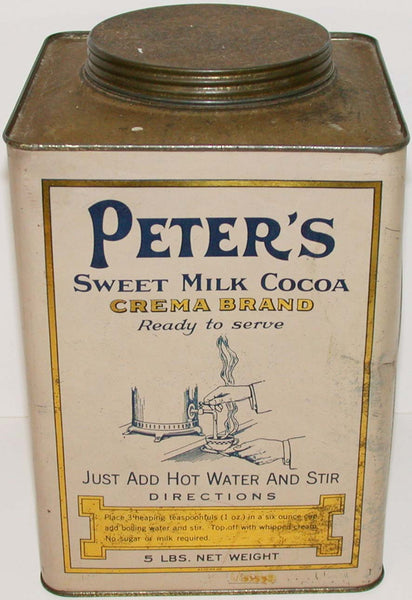 PETER'S
SWEET MILK COCOA
CREMA BRAND
Ready to serve
JUST ADD HOT WATER AND STIR
DIRECTIONS
Place 3 heaping teaspoonfuls (1 oz.) in a six ounce cup
add boiling water and stir. Top off with whipped cream
No sugar or milk required.
5 LBS. NET WEIGHT